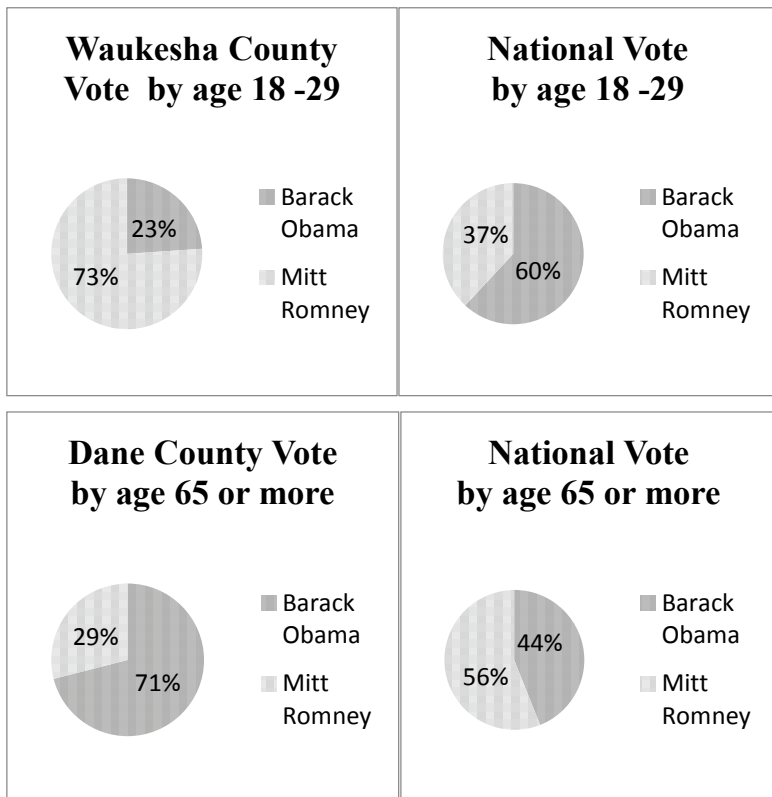 Waukesha County
Vote by age 18 -29
23%
73%
Barack
Obama
Mitt
Romney
National Vote
by age 18 -29
37%
60%
Barack
Obama
Mitt
Romney
Dane County Vote
by age 65 or more
29%
71%
Barack
Obama
Mitt
Romney
National Vote
by age 65 or more
44%
56%
Barack
Obama
Mitt
Romney